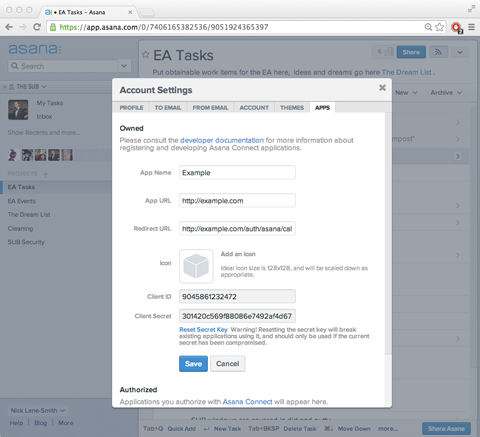 a| • EA Tasks - Asana
https://app.asana.com/0/7406165382536/9051924365397
asana
EA Tasks
Share
Put obtainable work items for the EA here, ideas and dreams go here The Dream List .
Search
THE SUB
My Tasks
Inbox
Show Recents and more...
PROJECTS +
EA Tasks
EA Events
The Dream List
Cleaning
SUB Security
New
Archive
Account Settings
PROFILE
TO EMAIL
FROM EMAIL
ACCOUNT
THEMES
APPS
Owned
Please consult the developer documentation for more information about
registering and developing Asana Connect applications.
App Name
Example
App URL
http://example.com
Redirect URL
http://example.com/auth/asana/cal
Icon
Add an Icon
Ideal icon size is 128x128, and will be scaled down as
appropriate.
Client ID
9045861232472
Client Secret
301420c569f88086e7492af4d67
Reset Secret Key Warning! Resetting the secret key will break
existing applications using it, and should only be used if the current
secret has been compromised.
Save
Cancel
Authorized
Applications you authorize with Asana Connect will appear here.
Nick Lane-Smith
Help
Blog
More
Tab+Q Quick Add
New Task
Tab+BKSP Delete Task
⌘↓ Move Down
more...
Share Asana